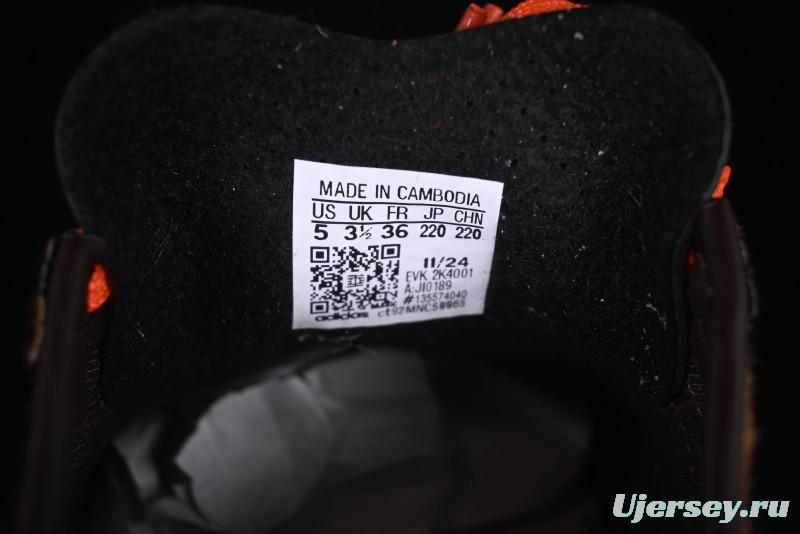 MADE IN CAMBODIA
US UK FR JP CHN
5 3½ 36 220 220
11/24
EVK 2K4001
A:JI0189
#135574040
adidas
Ujersey.ru